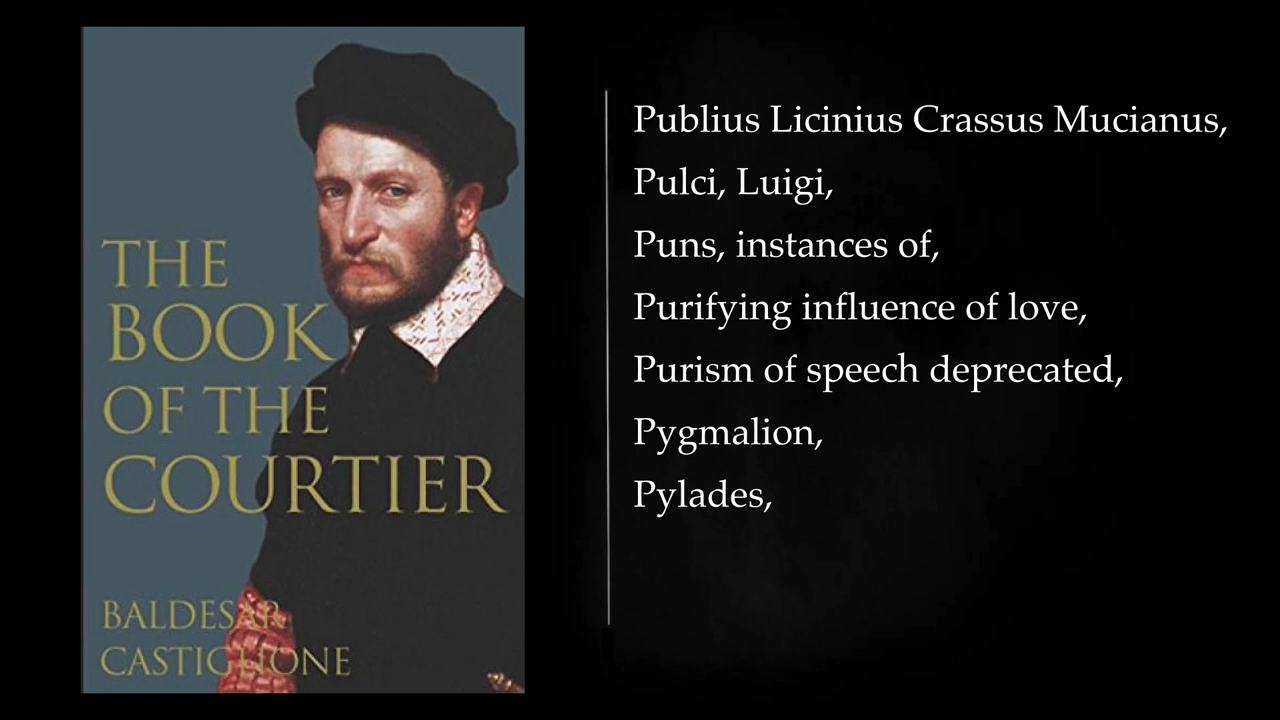 THE
BOOK
OF THE
COURTIER
BALDESAR
CASTIGLIONE
Publius Licinius Crassus Mucianus,
Pulci, Luigi,
Puns, instances of,
Purifying influence of love,
Purism of speech deprecated,
Pygmalion,
Pylades,